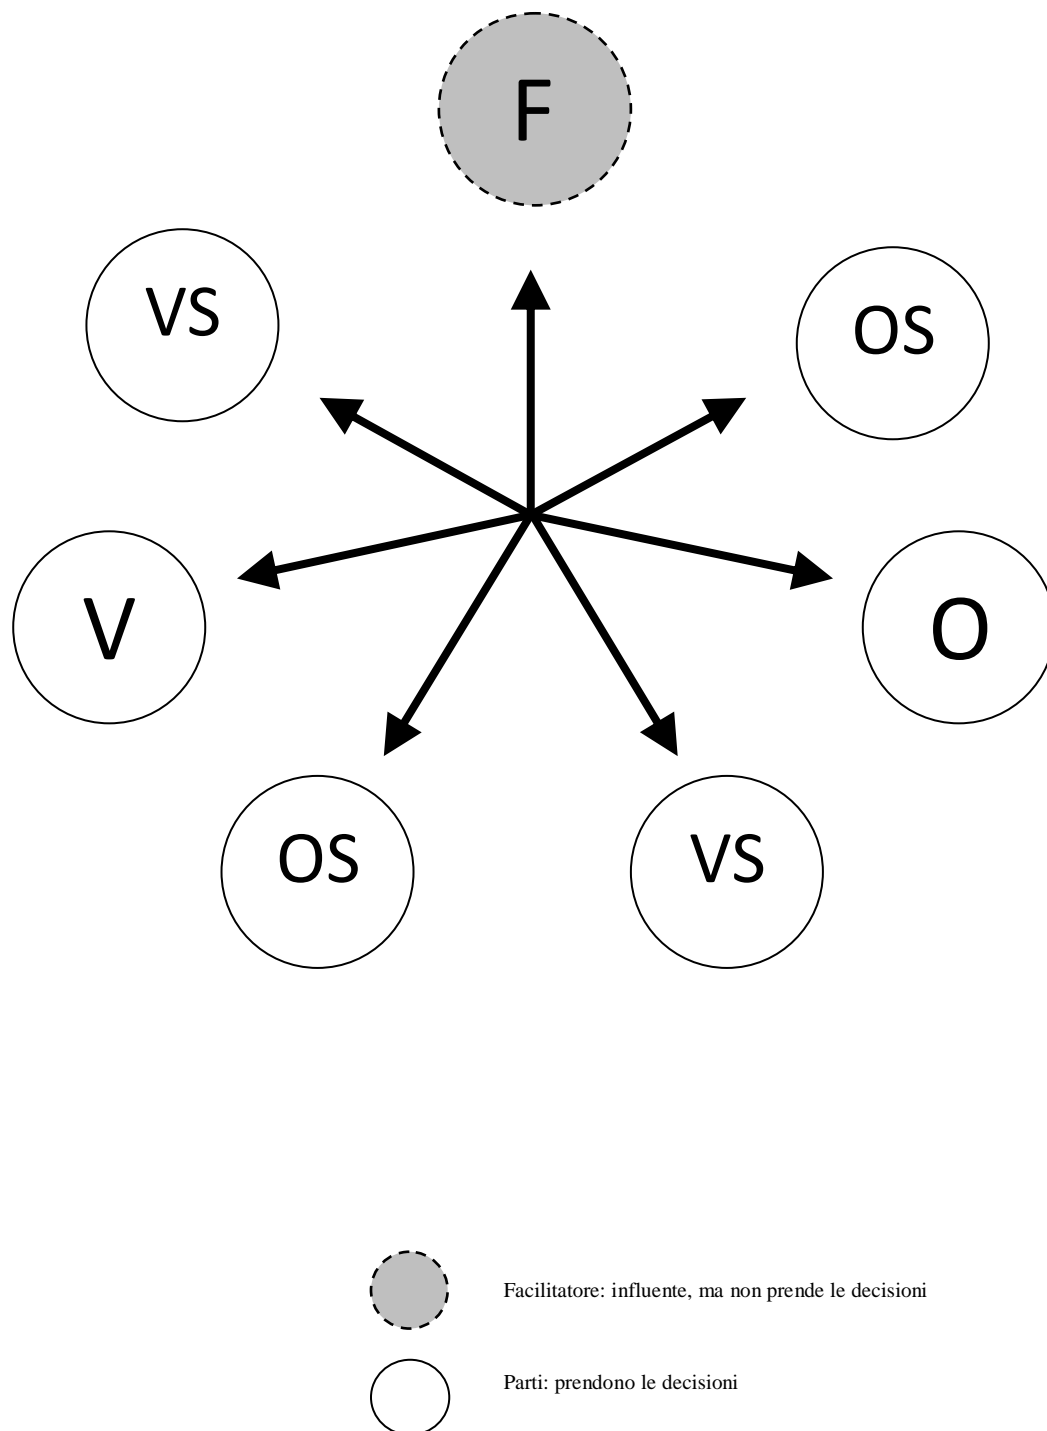 F
VS
OS
V
O
OS
VS
Facilitatore: influente, ma non prende le decisioni
Parti: prendono le decisioni